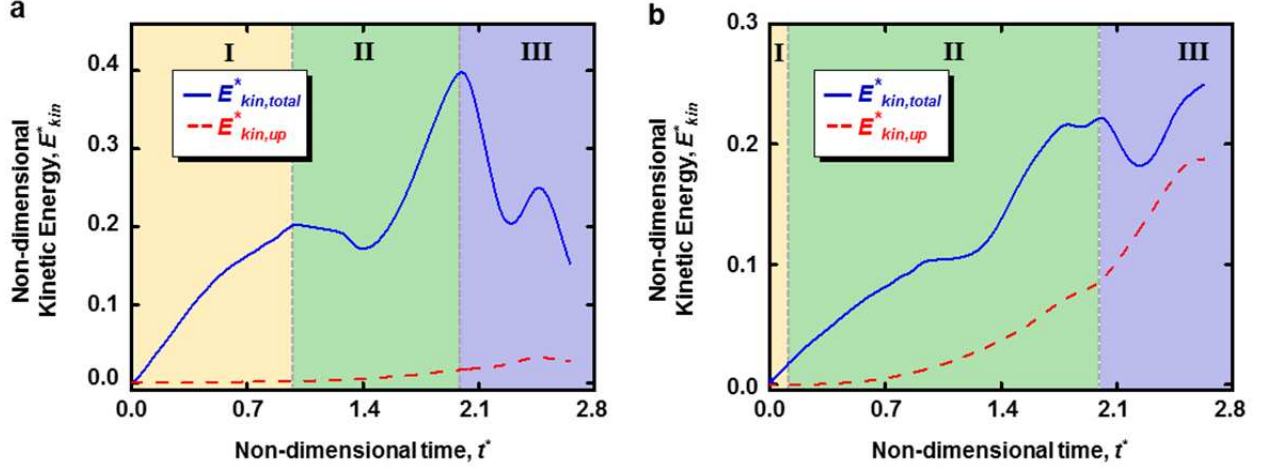 a
I
II
III
E*kin,total
E*kin,up
0.4
0.3
0.2
0.1
0.0
0.0
0.7
1.4
2.1
2.8
Non-dimensional
Kinetic Energy, E*kin
Non-dimensional time, t*
b
I
II
III
E*kin,total
E*kin,up
0.3
0.2
0.1
0.0
0.0
0.7
1.4
2.1
2.8
Non-dimensional
Kinetic Energy, E*kin
Non-dimensional time, t*